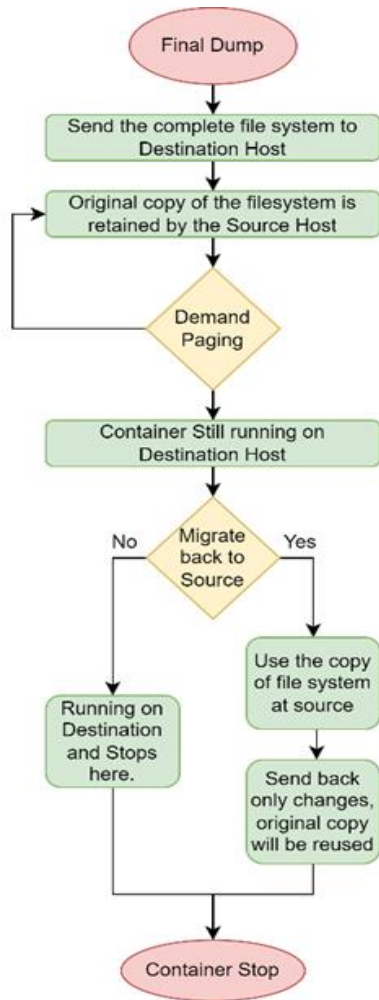 Final Dump
Send the complete file system to
Destination Host
Original copy of the filesystem is
retained by the Source Host
Demand
Paging
Container Still running on
Destination Host
Migrate
back to
Source
No
Yes
Running on
Destination
and Stops
here.
Use the copy
of file system
at source
Send back
only changes,
original copy
will be reused
Container Stop